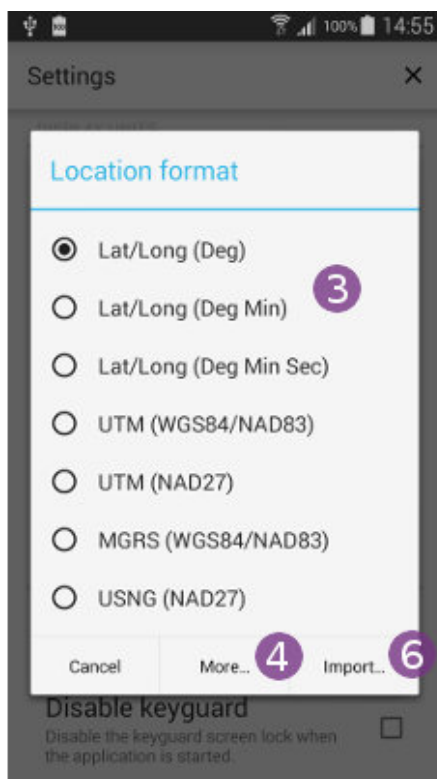 100% 14:55
Settings
Location format
Lat/Long (Deg)
3
Lat/Long (Deg Min)
Lat/Long (Deg Min Sec)
UTM (WGS84/NAD83)
UTM (NAD27)
MGRS (WGS84/NAD83)
USNG (NAD27)
Cancel More... 4 Import... 6
Disable keyguard
Disable the keyguard screen lock when
the application is started.